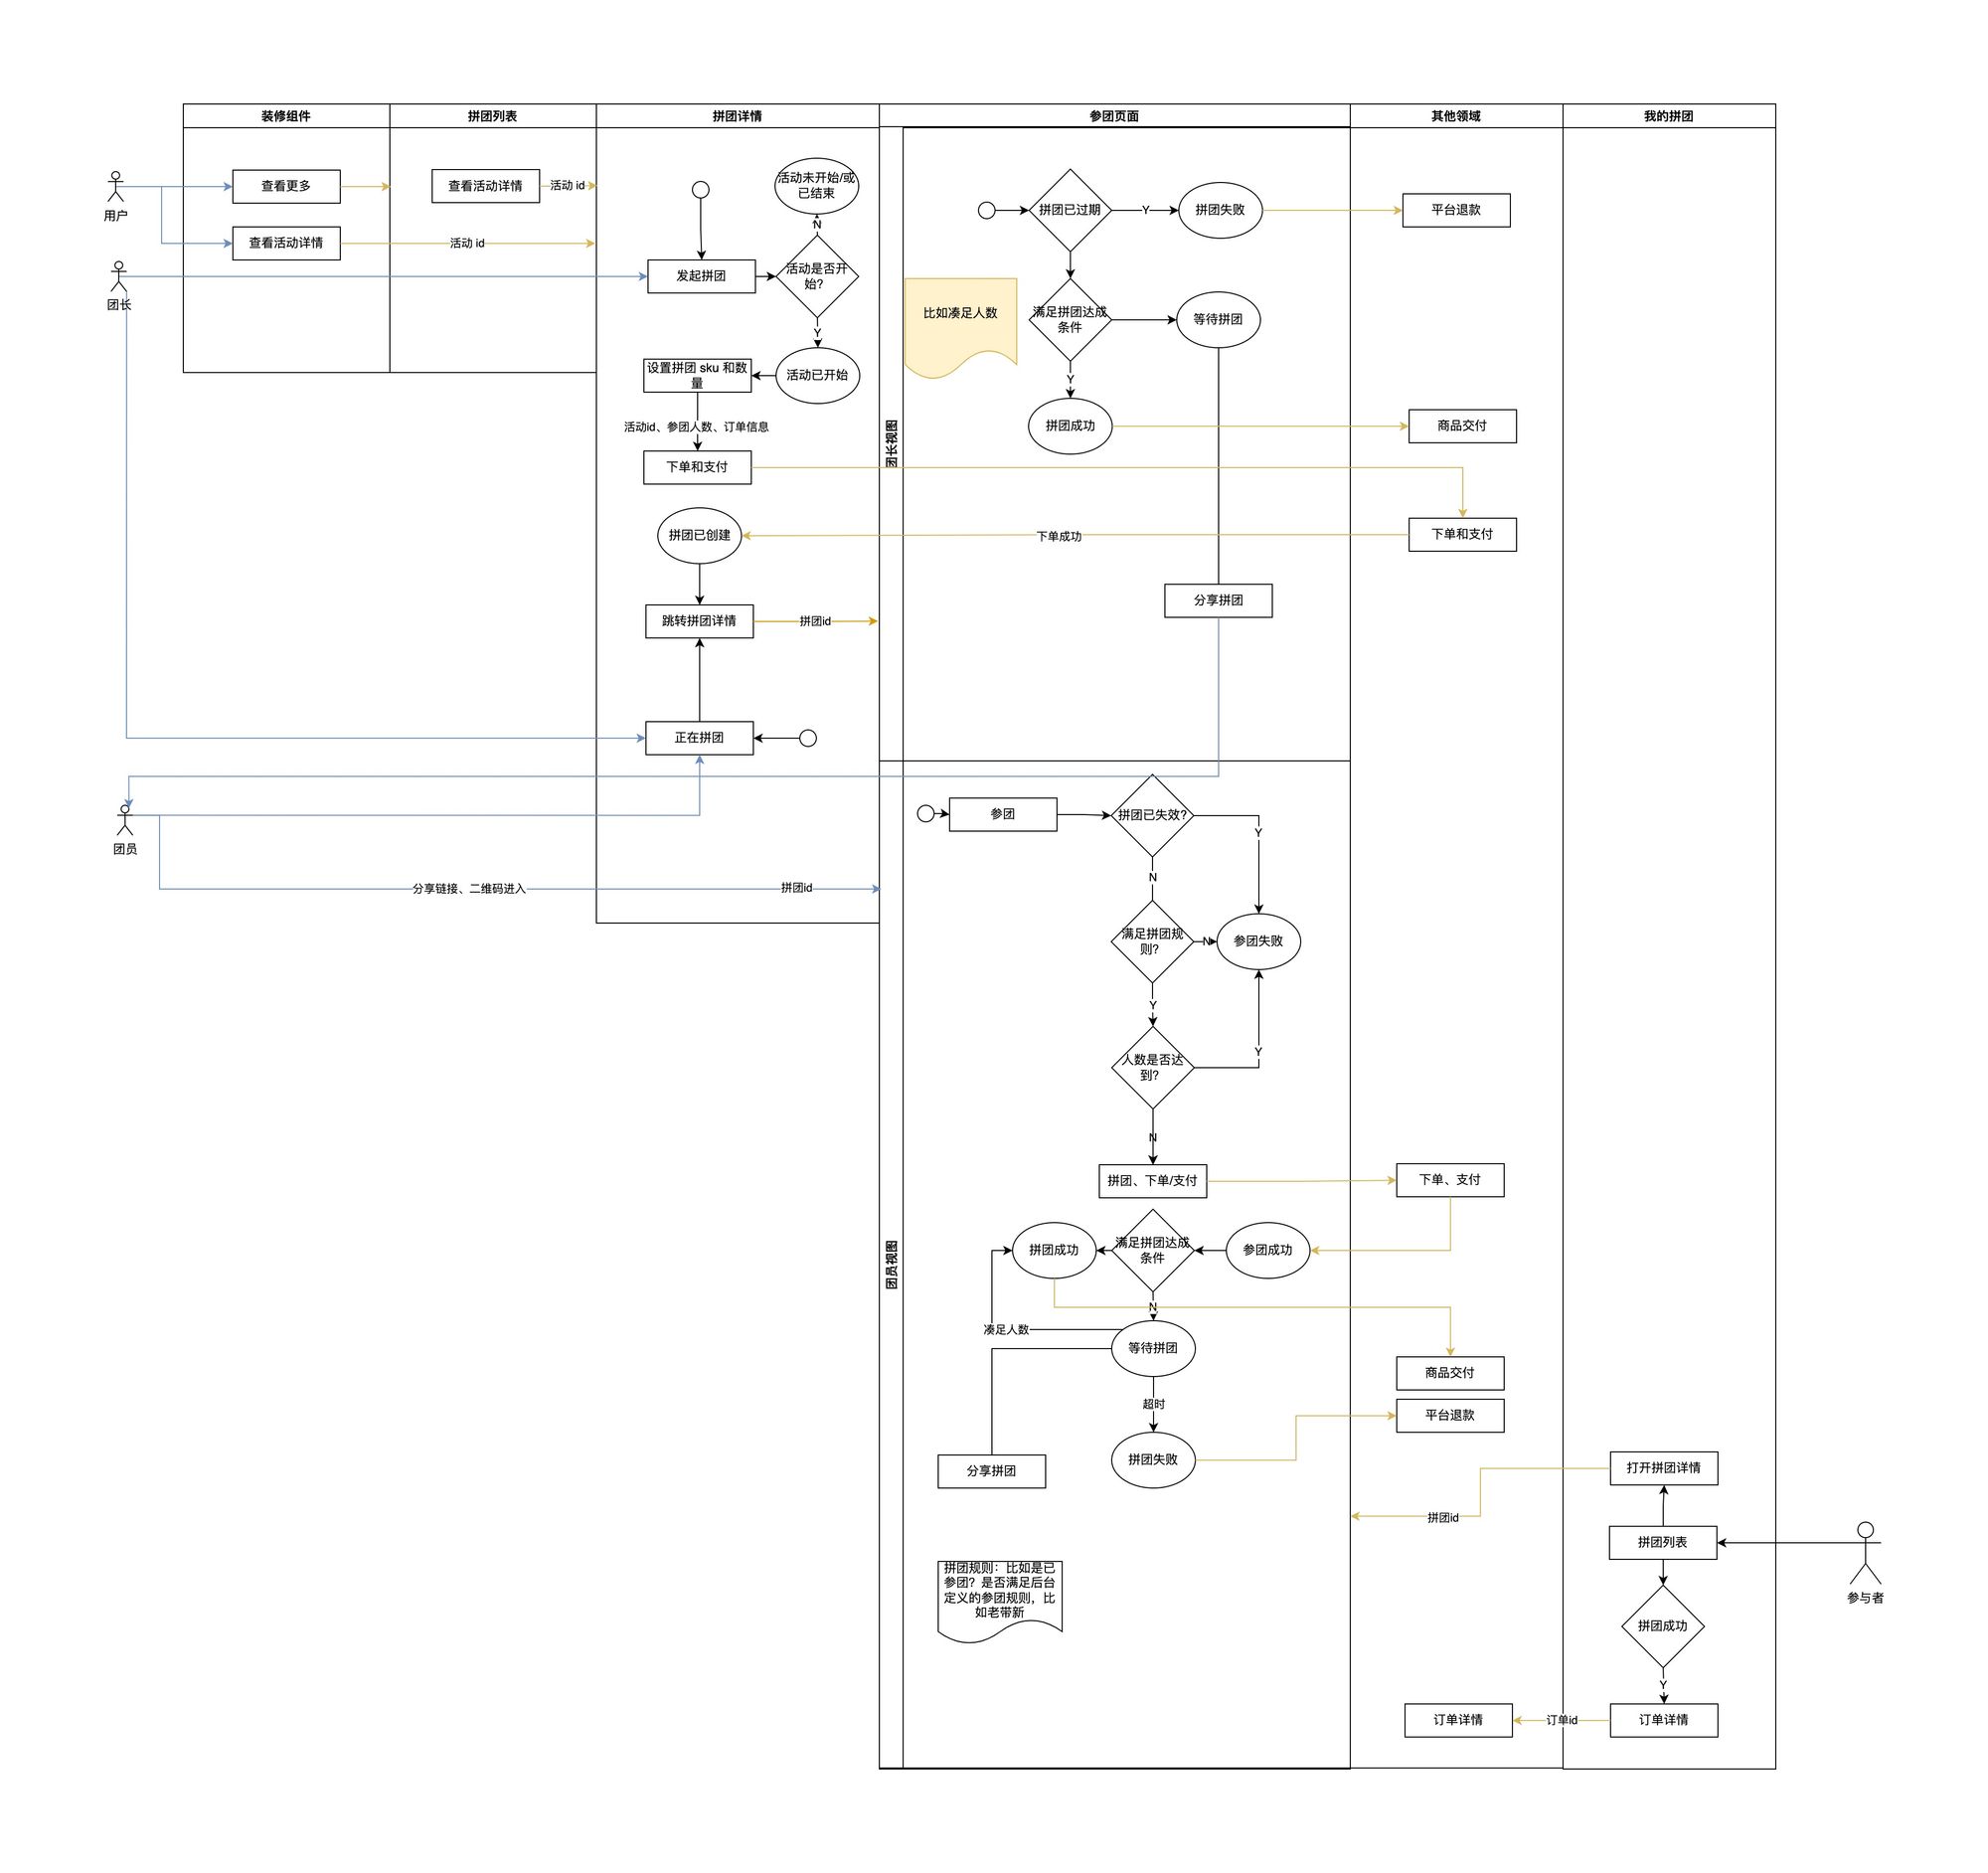 装修组件
拼团列表
拼团详情
参团页面
其他领域
我的拼团
用户
查看更多
查看活动详情
活动 id
团长
查看活动详情
活动 id
活动未开始/或
已结束
N
发起拼团
活动是否开
始?
Y
活动已开始
设置拼团 sku 和数
量
活动id、参团人数、订单信息
下单和支付
拼团已创建
跳转拼团详情
拼团id
正在拼团
团员
分享链接、二维码进入
拼团id
团长视图
拼团已过期
Y
拼团失败
平台退款
比如凑足人数
满足拼团达成
条件
等待拼团
Y
拼团成功
商品交付
下单成功
下单和支付
分享拼团
团员视图
参团
拼团已失效?
Y
N
满足拼团规
则?
N
参团失败
Y
人数是否达
到?
Y
N
拼团、下单/支付
下单、支付
拼团成功
满足拼团达成
条件
参团成功
N
凑足人数
等待拼团
商品交付
超时
平台退款
拼团失败
分享拼团
打开拼团详情
拼团id
拼团列表
参与者
拼团规则：比如是已
参团？是否满足后台
定义的参团规则，比
如老带新
拼团成功
Y
订单详情
订单id
订单详情